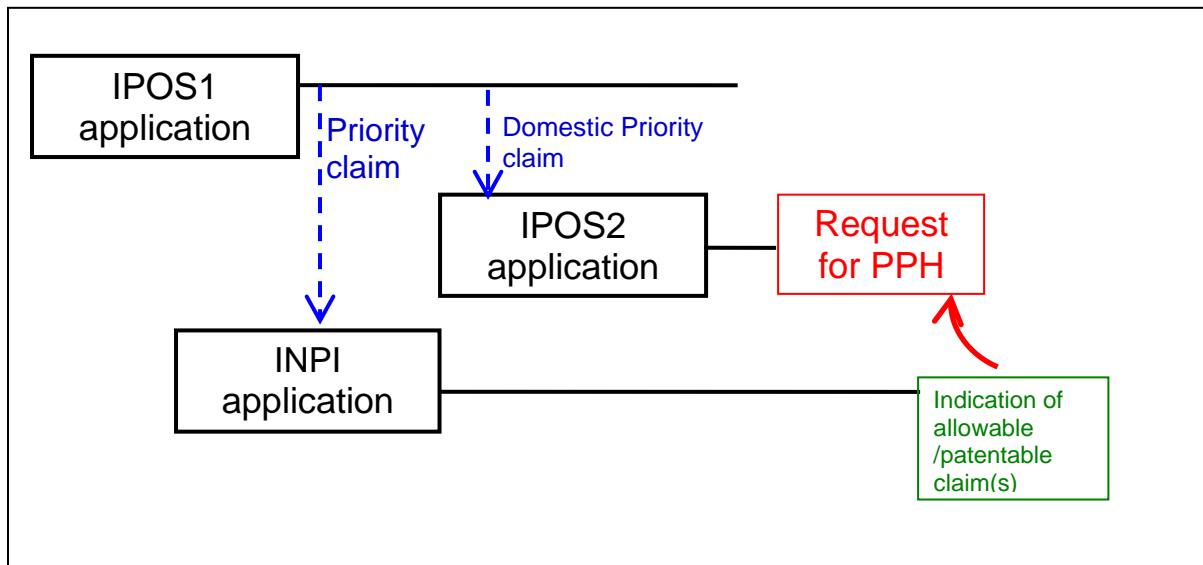 IPOS1
application
Priority
claim
Domestic Priority
claim
IPOS2
application
Request
for PPH
INPI
application
Indication of
allowable
/patentable
claim(s)